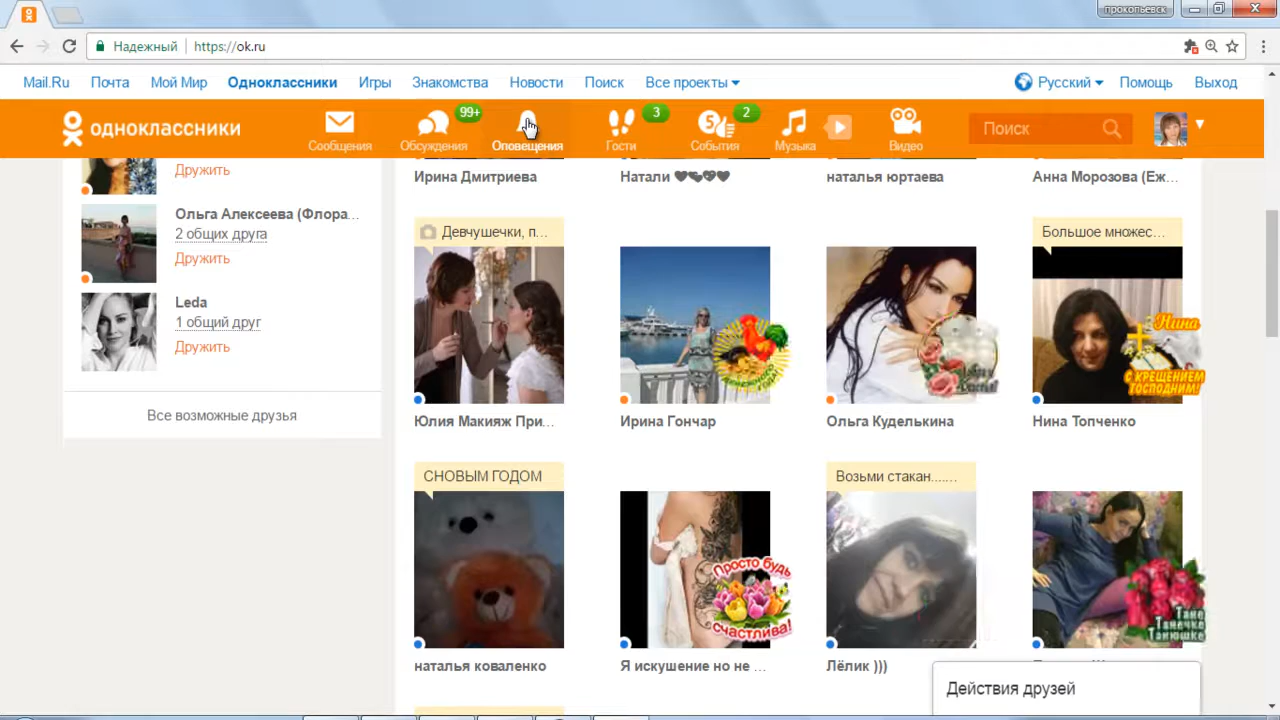 прокопьевск
Надежный https://ok.ru
Mail.Ru Почта Мой Мир Одноклассники Игры Знакомства Новости Поиск Все проекты Русский Помощь Выход
99+ 3 2
5
одноклассники Поиск
Сообщения Обсуждения Оповещения Гости События Музыка Видео
Дружить
Ирина Дмитриева Натали наталья юртаева Анна Морозова (Еж...
Ольга Алексеева (Флора...
2 общих друга
Дружить
Leda
1 общий друг
Дружить
Все возможные друзья
Девчушечки, п... Большое множес...
Нина
С КРЕЩЕНИЕМ
ГОСПОДНИМ!
Юлия Макияж При... Ирина Гончар Ольга Куделькина Нина Топченко
СНОВЫМ ГОДОМ Возьми стакан.......
Просто будь
счастлива!
Тане
Танечке
Танюшке
наталья коваленко Я искушение но не ... Лёлик )))
Действия друзей